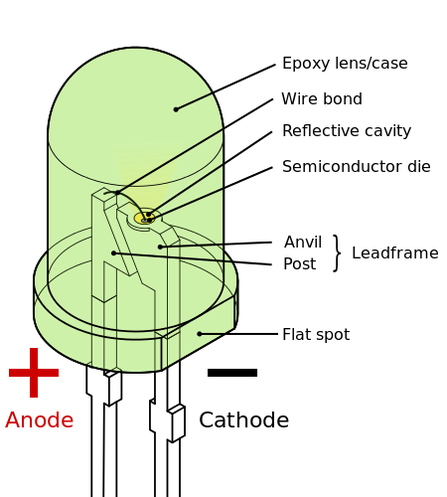 Epoxy lens/case
Wire bond
Reflective cavity
Semiconductor die
Anvil
Post
Leadframe
Flat spot
+
−
Anode
Cathode